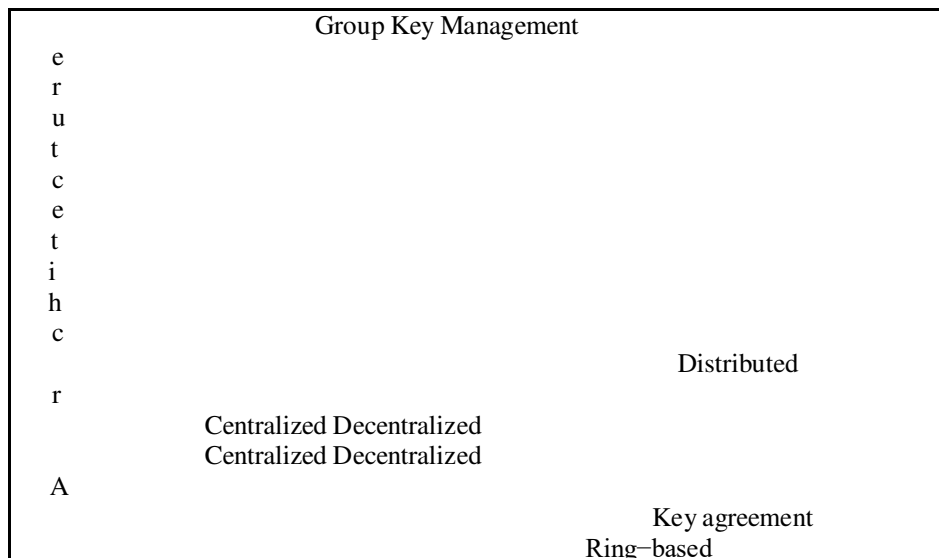 Group Key Management
e
r
u
t
c
e
t
i
h
c
Distributed
r
Centralized Decentralized
Centralized Decentralized
A
Key agreement
Ring−based